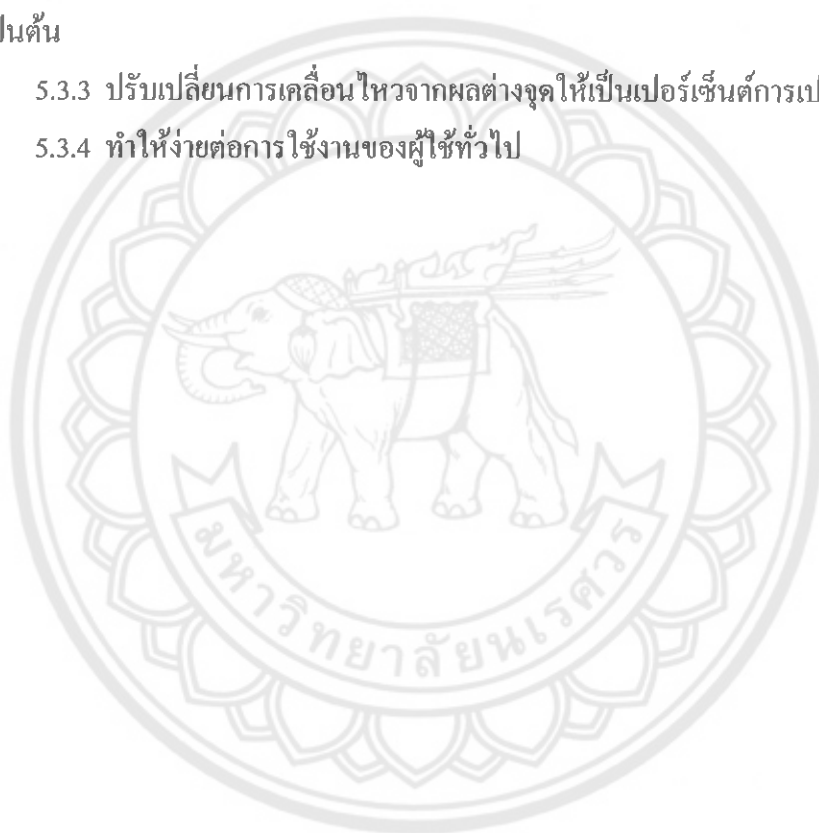 ป็นต้น
5.3.3 ปรับเปลี่ยนการเคลื่อนไหวจากผลต่างจุดให้เป็นเปอร์เซ็นต์การเป
5.3.4 ทำให้ง่ายต่อการใช้งานของผู้ใช้ทั่วไป
มหาวิทยาลัยนเรศวร